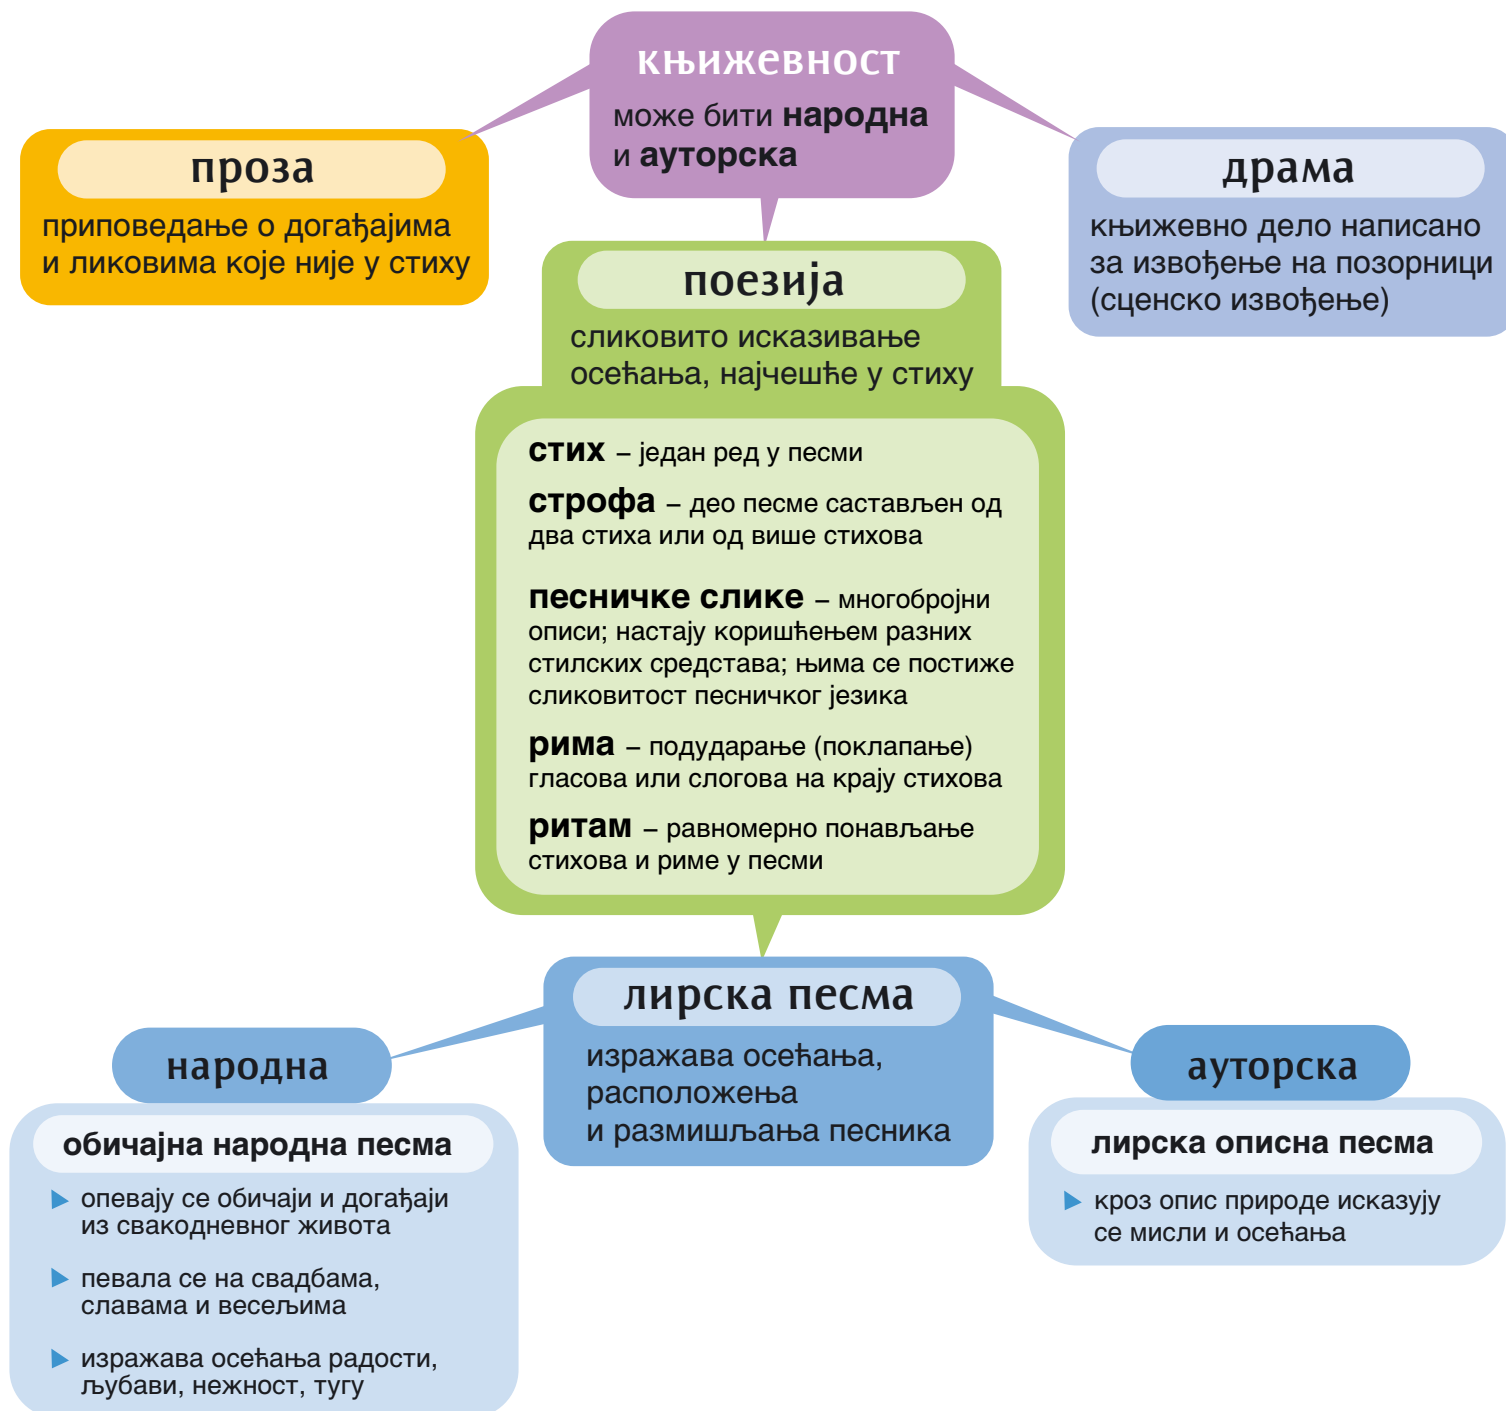 књижевност
може бити народна
и ауторска
проза
приповедање о догађајима
и ликовима које није у стиху
драма
књижевно дело написано
за извођење на позорници
(сценско извођење)
поезија
сликовито исказивање
осећања, најчешће у стиху
стих – један ред у песми
строфа – део песме састављен од
два стиха или од више стихова
песничке слике – многобројни
описи; настају коришћењем разних
стилских средстава; њима се постиже
сликовитост песничког језика
рима – подударање (поклапање)
гласова или слогова на крају стихова
ритам – равномерно понављање
стихова и риме у песми
лирска песма
изражава осећања,
расположења
и размишљања песника
народна
обичајна народна песма
опевају се обичаји и догађаји
из свакодневног живота
певала се на свадбама,
славама и весељима
изражава осећања радости,
љубави, нежност, тугу
ауторска
лирска описна песма
кроз опис природе исказују
се мисли и осећања